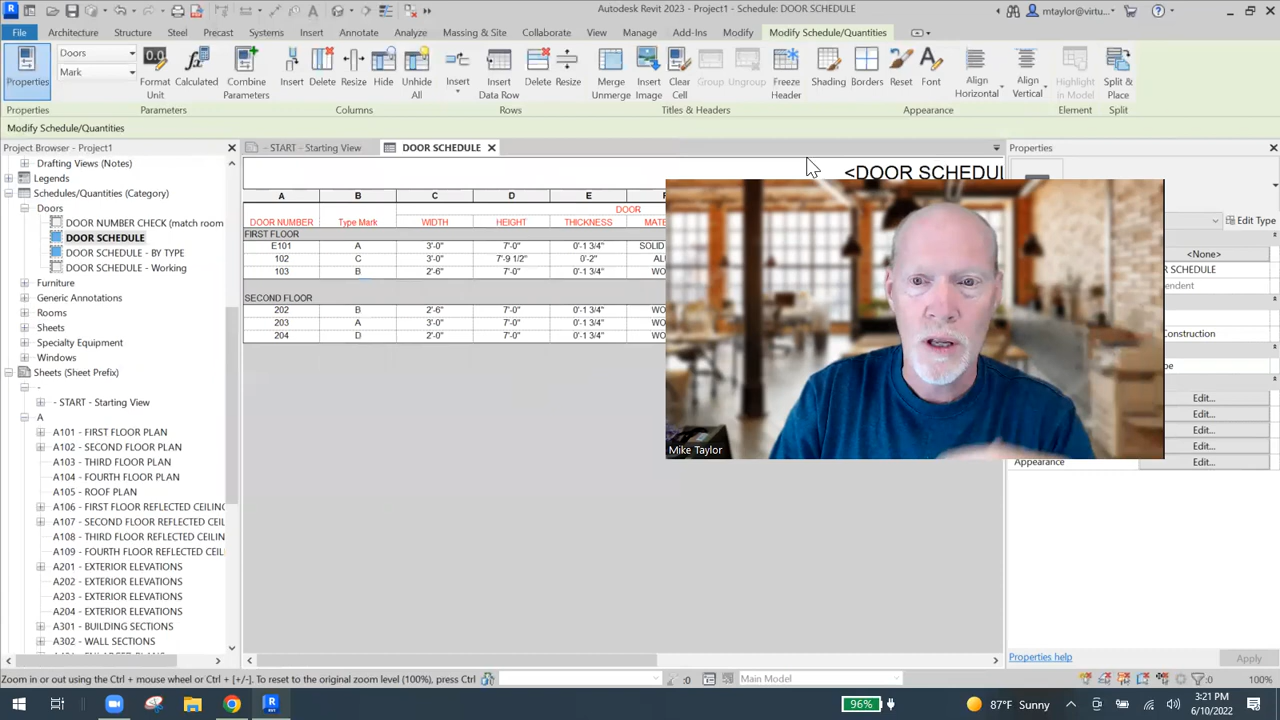 Autodesk Revit 2023 - Project1 - Schedule: DOOR SCHEDULE
mtaylor@virtu...
File Architecture Structure Steel Precast Systems Insert Annotate Analyze Massing & Site Collaborate View Manage Add-Ins Modify Modify Schedule/Quantities
Doors
Mark
Properties
Format Unit
Calculated
Combine Parameters
Insert
Delete
Resize
Hide
Unhide All
Insert
Insert Data Row
Delete
Resize
Merge Unmerge
Insert Image
Clear Cell
Group
Ungroup
Freeze Header
Shading
Borders
Reset
Font
Align Horizontal
Align Vertical
Highlight in Model
Split & Place
Properties Parameters Columns Rows Titles & Headers Appearance Element Split
Modify Schedule/Quantities
Project Browser - Project1
Drafting Views (Notes)
Legends
Schedules/Quantities (Category)
Doors
DOOR NUMBER CHECK (match room
DOOR SCHEDULE
DOOR SCHEDULE - BY TYPE
DOOR SCHEDULE - Working
Furniture
Generic Annotations
Rooms
Sheets
Specialty Equipment
Windows
Sheets (Sheet Prefix)
-
- START - Starting View
A
A101 - FIRST FLOOR PLAN
A102 - SECOND FLOOR PLAN
A103 - THIRD FLOOR PLAN
A104 - FOURTH FLOOR PLAN
A105 - ROOF PLAN
A106 - FIRST FLOOR REFLECTED CEILING
A107 - SECOND FLOOR REFLECTED CEIL
A108 - THIRD FLOOR REFLECTED CEILIN
A109 - FOURTH FLOOR REFLECTED CEIL
A201 - EXTERIOR ELEVATIONS
A202 - EXTERIOR ELEVATIONS
A203 - EXTERIOR ELEVATIONS
A204 - EXTERIOR ELEVATIONS
A301 - BUILDING SECTIONS
A302 - WALL SECTIONS
- START - Starting View
DOOR SCHEDULE
<DOOR SCHEDU
A B C D E
DOOR
DOOR NUMBER Type Mark WIDTH HEIGHT THICKNESS MATE
FIRST FLOOR
E101 A 3'-0" 7'-0" 0'-1 3/4" SOLID
102 C 3'-0" 7'-9 1/2" 0'-2" ALU
103 B 2'-6" 7'-0" 0'-1 3/4" WO
SECOND FLOOR
202 B 2'-6" 7'-0" 0'-1 3/4" WO
203 A 3'-0" 7'-0" 0'-1 3/4" WO
204 D 2'-0" 7'-0" 0'-1 3/4" WO
Mike Taylor
Properties
Edit Type
<None>
OR SCHEDULE
endent
Construction
pe
Edit...
Edit...
Edit...
Edit...
Appearance Edit...
Properties help
Apply
Zoom in or out using the Ctrl + mouse wheel or Ctrl + [+/-]. To reset to the original zoom level (100%), press Ctrl
:0
Main Model
:0
100%
96%
87°F Sunny
3:21 PM
6/10/2022